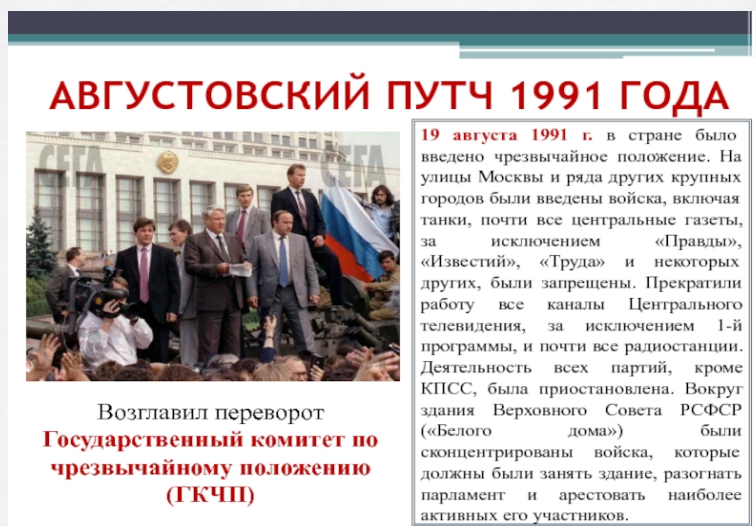 АВГУСТОВСКИЙ ПУТЧ 1991 ГОДА
СЕГА
СЕГА
Возглавил переворот
Государственный комитет по
чрезвычайному положению
(ГКЧП)
19 августа 1991 г. в стране было
введено чрезвычайное положение. На
улицы Москвы и ряда других крупных
городов были введены войска, включая
танки, почти все центральные газеты,
за исключением «Правды»,
«Известий», «Труда» и некоторых
других, были запрещены. Прекратили
работу все каналы Центрального
телевидения, за исключением 1-й
программы, и почти все радиостанции.
Деятельность всех партий, кроме
КПСС, была приостановлена. Вокруг
здания Верховного Совета РСФСР
(«Белого дома») были
сконцентрированы войска, которые
должны были занять здание, разогнать
парламент и арестовать наиболее
активных его участников.